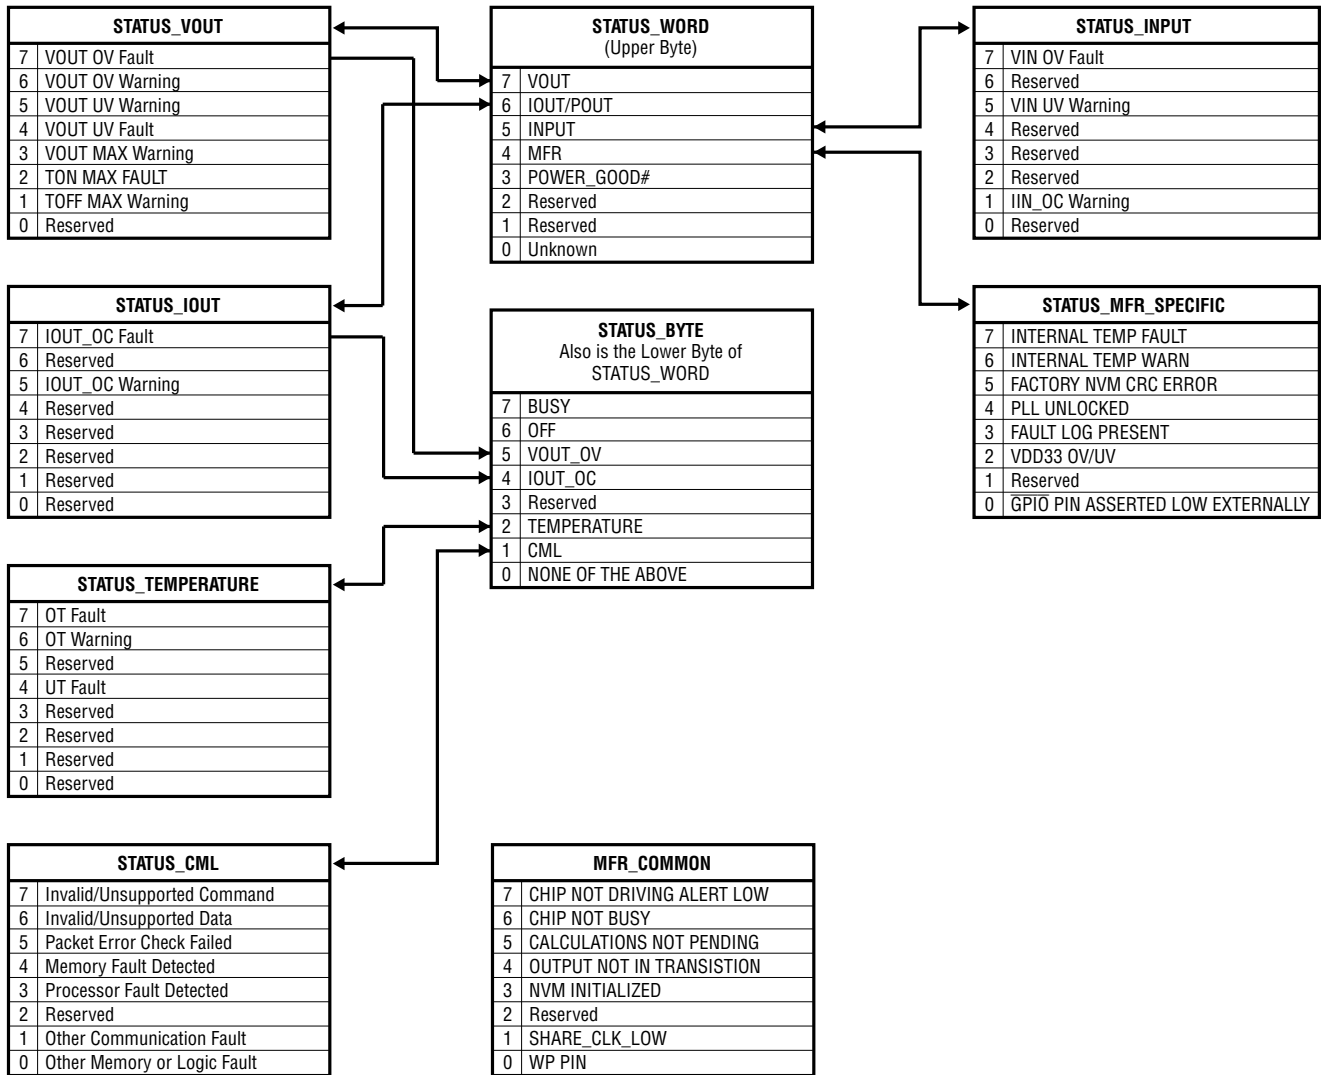 STATUS_VOUT
7 VOUT OV Fault
6 VOUT OV Warning
5 VOUT UV Warning
4 VOUT UV Fault
3 VOUT MAX Warning
2 TON MAX FAULT
1 TOFF MAX Warning
0 Reserved
STATUS_IOUT
7 IOUT_OC Fault
6 Reserved
5 IOUT_OC Warning
4 Reserved
3 Reserved
2 Reserved
1 Reserved
0 Reserved
STATUS_TEMPERATURE
7 OT Fault
6 OT Warning
5 Reserved
4 UT Fault
3 Reserved
2 Reserved
1 Reserved
0 Reserved
STATUS_CML
7 Invalid/Unsupported Command
6 Invalid/Unsupported Data
5 Packet Error Check Failed
4 Memory Fault Detected
3 Processor Fault Detected
2 Reserved
1 Other Communication Fault
0 Other Memory or Logic Fault
STATUS_WORD
(Upper Byte)
7 VOUT
6 IOUT/POUT
5 INPUT
4 MFR
3 POWER_GOOD#
2 Reserved
1 Reserved
0 Unknown
STATUS_BYTE
Also is the Lower Byte of
STATUS_WORD
7 BUSY
6 OFF
5 VOUT_OV
4 IOUT_OC
3 Reserved
2 TEMPERATURE
1 CML
0 NONE OF THE ABOVE
MFR_COMMON
7 CHIP NOT DRIVING ALERT LOW
6 CHIP NOT BUSY
5 CALCULATIONS NOT PENDING
4 OUTPUT NOT IN TRANSISTION
3 NVM INITIALIZED
2 Reserved
1 SHARE_CLK_LOW
0 WP PIN
STATUS_INPUT
7 VIN OV Fault
6 Reserved
5 VIN UV Warning
4 Reserved
3 Reserved
2 Reserved
1 IIN_OC Warning
0 Reserved
STATUS_MFR_SPECIFIC
7 INTERNAL TEMP FAULT
6 INTERNAL TEMP WARN
5 FACTORY NVM CRC ERROR
4 PLL UNLOCKED
3 FAULT LOG PRESENT
2 VDD33 OV/UV
1 Reserved
0 G̅P̅I̅O̅ PIN ASSERTED LOW EXTERNALLY